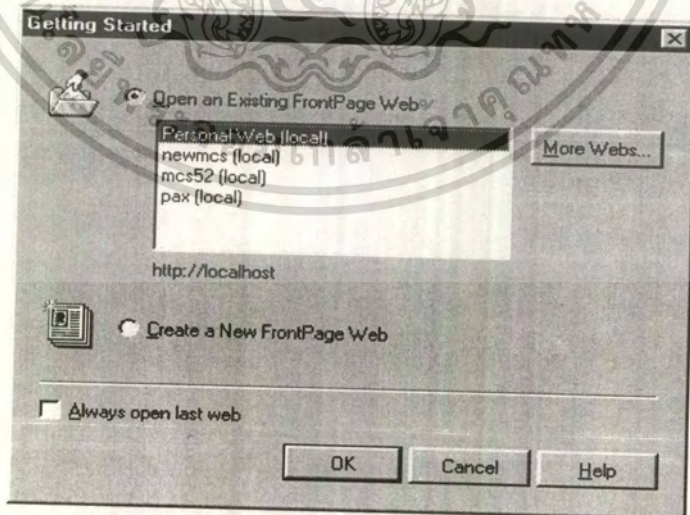 Getting Started
Open an Existing FrontPage Web
Personal Web (local)
newmcs (local)
mcs52 (local)
pax (local)
More Webs...
http://localhost
Create a New FrontPage Web
Always open last web
OK
Cancel
Help